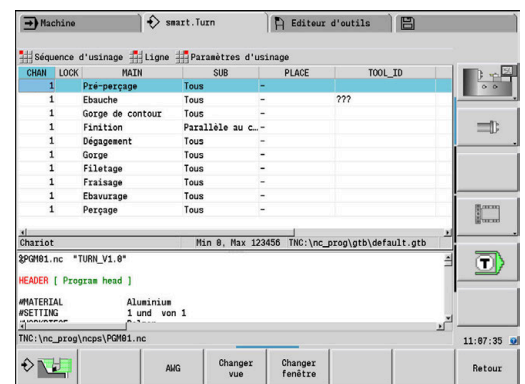 Machine smart.Turn Editeur d'outils
Séquence d'usinage Ligne Paramètres d'usinage
CHAN LOCK MAIN SUB PLACE TOOL_ID
1 Pré-perçage Tous -
1 Ebauche Tous - ???
1 Gorge de contour Tous -
1 Finition Parallèle au c… -
1 Dégagement Tous -
1 Gorge Tous -
1 Filetage Tous -
1 Fraisage Tous -
1 Ebavurage Tous -
1 Perçage Tous -
Chariot Min 0, Max 123456 TNC:\nc_prog\gtb\default.gtb
%PGM01.nc "TURN_V1.0"
HEADER [ Program head ]
#MATERIAL Aluminium
#SETTING 1 und von 1
TNC:\nc_prog\ncps\PGM01.nc
T
11:07:35
AWG
Changer vue
Changer fenêtre
Retour